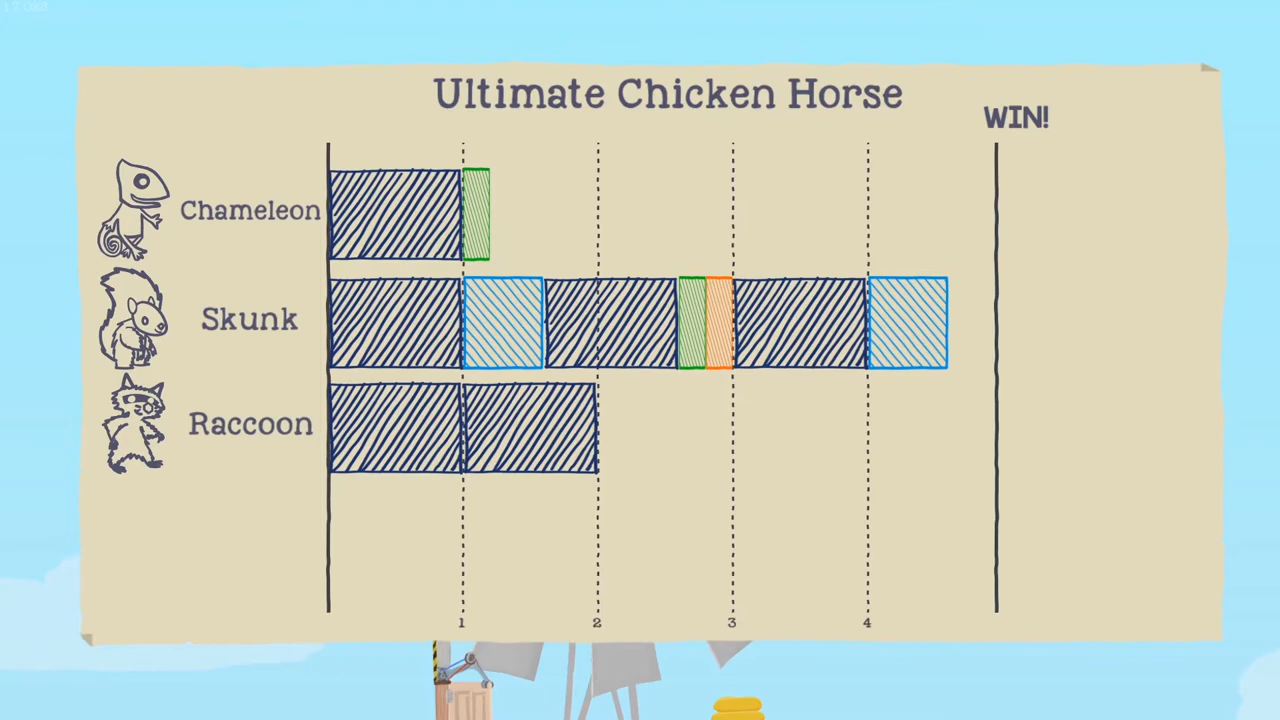 Ultimate Chicken Horse
WIN!
Chameleon
Skunk
Raccoon
1 2 3 4